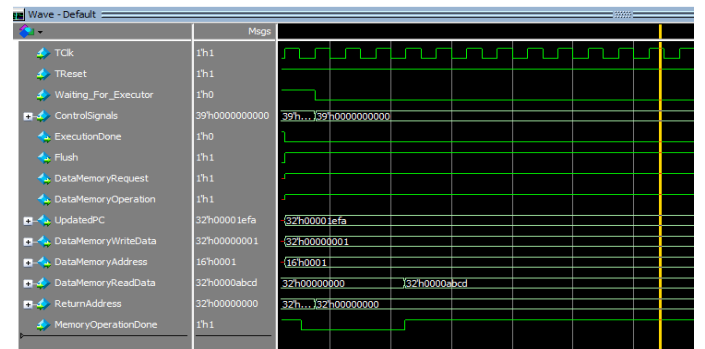 Wave - Default
Msgs
TClk 1'h1
TReset 1'h1
Waiting_For_Executor 1'h0
ControlSignals 39'h0000000000 39'h... 39'h0000000000
ExecutionDone 1'h0
Flush 1'h1
DataMemoryRequest 1'h1
DataMemoryOperation 1'h1
UpdatedPC 32'h00001efa 32'h00001efa
DataMemoryWriteData 32'h00000001 32'h00000001
DataMemoryAddress 16'h0001 16'h0001
DataMemoryReadData 32'h0000abcd 32'h00000000 32'h0000abcd
ReturnAddress 32'h00000000 32'h... 32'h00000000
MemoryOperationDone 1'h1